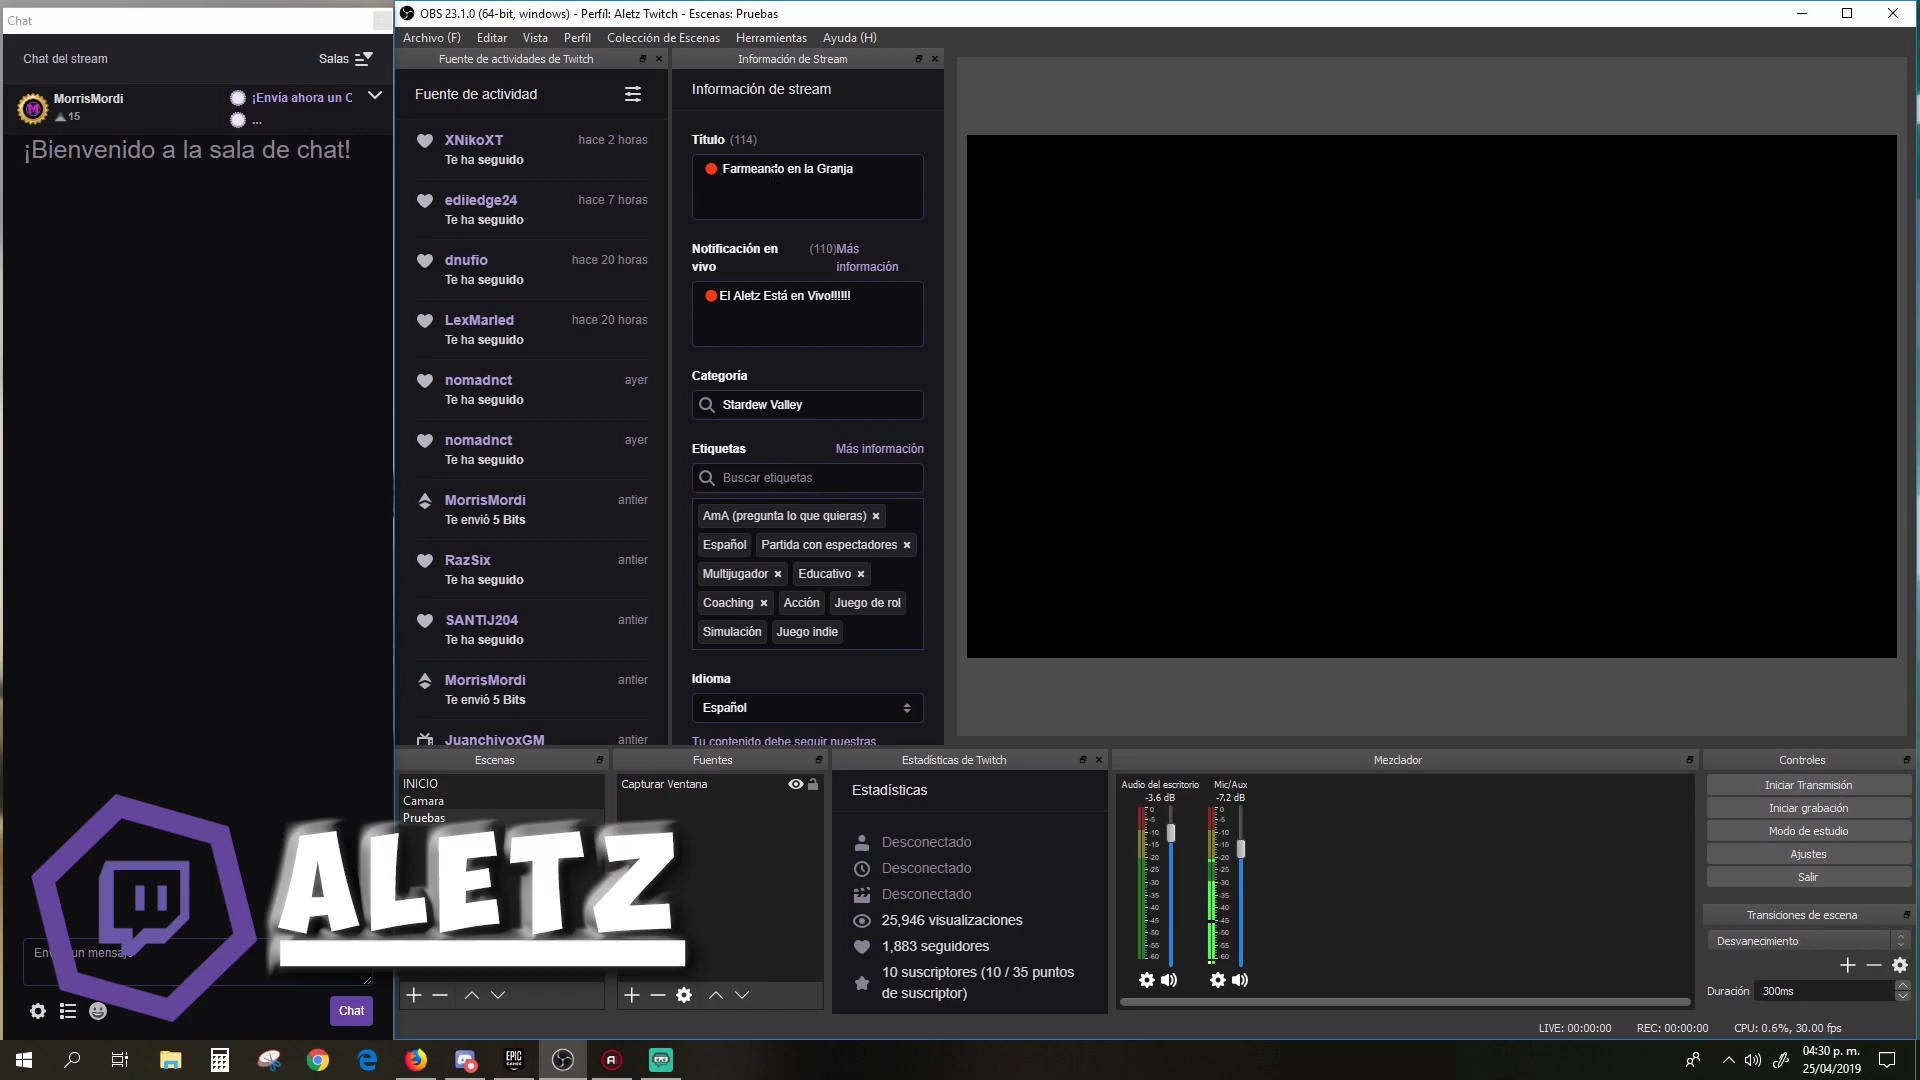 Chat
OBS 23.1.0 (64-bit, windows) - Perfil: Aletz Twitch - Escenas: Pruebas
Archivo (F) Editar Vista Perfil Colección de Escenas Herramientas Ayuda (H)
Chat del stream
Salas
MorrisMordi
15
¡Envía ahora un C
...
¡Bienvenido a la sala de chat!
Chat
Fuente de actividades de Twitch
Fuente de actividad
XNikoXT hace 2 horas
Te ha seguido
ediiedge24 hace 7 horas
Te ha seguido
dnufio hace 20 horas
Te ha seguido
LexMarled hace 20 horas
Te ha seguido
nomadnct ayer
Te ha seguido
nomadnct ayer
Te ha seguido
MorrisMordi antier
Te envió 5 Bits
RazSix antier
Te ha seguido
SANTIJ204 antier
Te ha seguido
MorrisMordi antier
Te envió 5 Bits
JuanchivoxGM antier
Información de Stream
Información de stream
Título (114)
Farmeando en la Granja
Notificación en vivo
(110)Más información
El Aletz Está en Vivo!!!!!!
Categoría
Stardew Valley
Etiquetas Más información
Buscar etiquetas
AmA (pregunta lo que quieras) ×
Español Partida con espectadores ×
Multijugador × Educativo ×
Coaching × Acción Juego de rol
Simulación Juego indie
Idioma
Español
Tu contenido debe seguir nuestras
Escenas
INICIO
Camara
Pruebas
Fuentes
Capturar Ventana
ALETZ
Estadísticas de Twitch
Estadísticas
Desconectado
Desconectado
Desconectado
25,946 visualizaciones
1,883 seguidores
10 suscriptores (10 / 35 puntos
de suscriptor)
Mezclador
Audio del escritorio Mic/Aux
-3.6 dB -7.2 dB
Controles
Iniciar Transmisión
Iniciar grabación
Modo de estudio
Ajustes
Salir
Transiciones de escena
Desvanecimiento
Duración 300ms
LIVE: 00:00:00 REC: 00:00:00 CPU: 0.6%, 30.00 fps
EPIC
GAMES
04:30 p. m.
25/04/2019